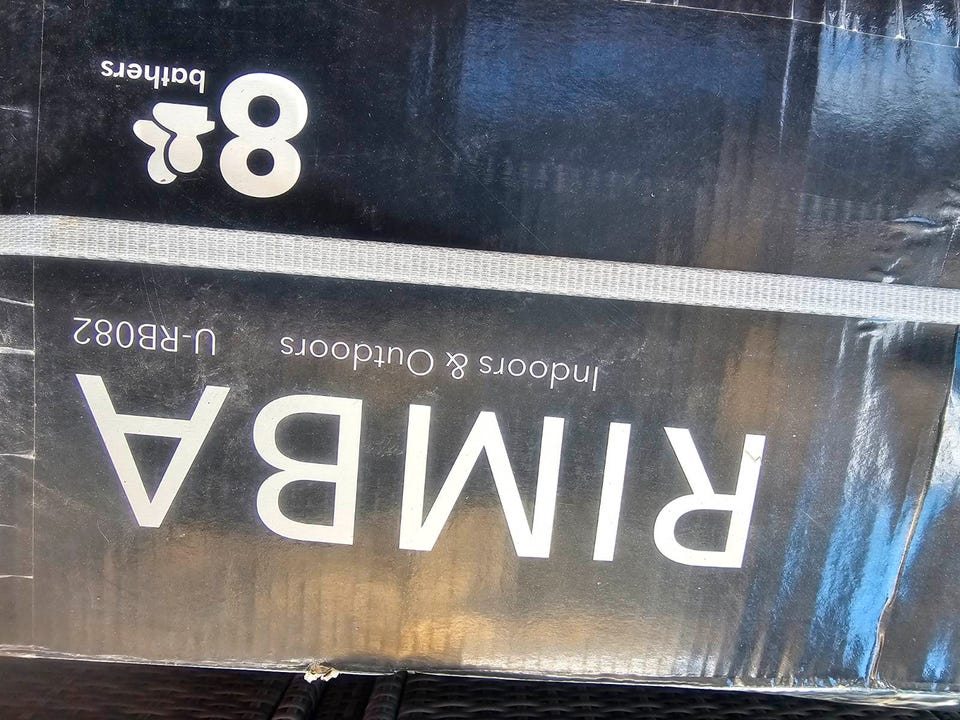 RIMBA
Indoors & Outdoors U-RB082
8 bathers